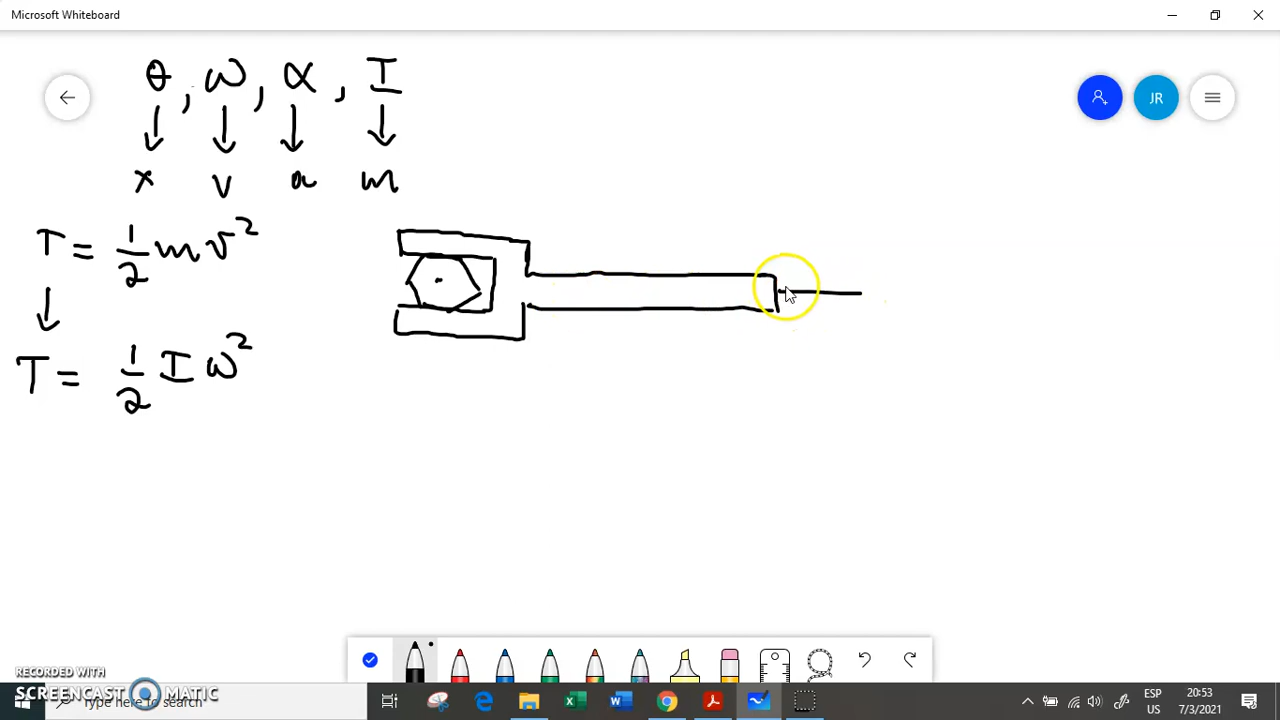 Microsoft Whiteboard
θ, ω, α, I
↓ ↓ ↓ ↓
x v a m
JR
T = 1/2 m v²
↓
T = 1/2 I ω²
RECORDED WITH
SCREENCAST MATIC
Type here to search
ESP
US
20:53
7/3/2021